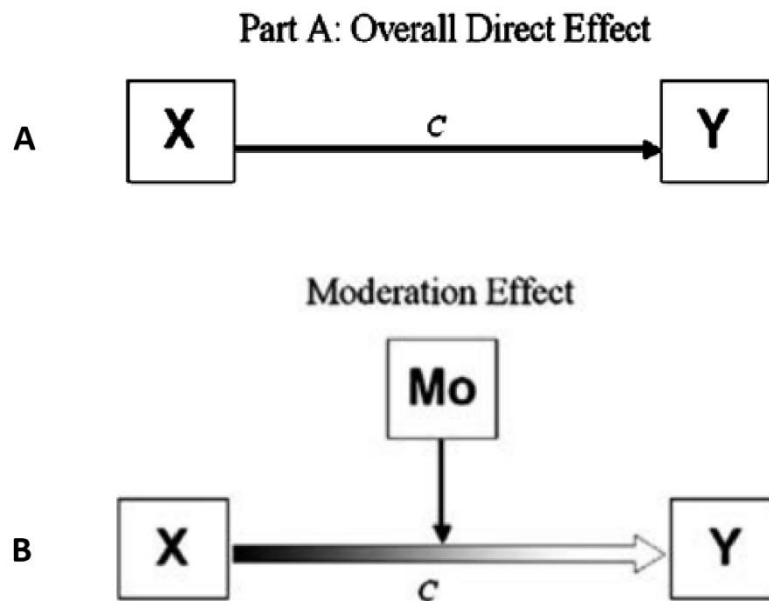 Part A: Overall Direct Effect
A
X
c
Y
Moderation Effect
Mo
B
X
c
Y